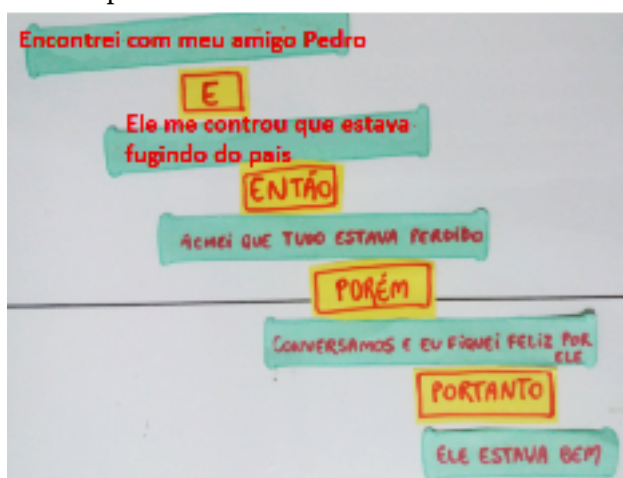 Encontrei com meu amigo Pedro
E
Ele me controu que estava
fugindo do pais
ENTÃO
ACHEI QUE TUDO ESTAVA PERDIDO
PORÉM
CONVERSAMOS E EU FIQUEI FELIZ POR
ELE
PORTANTO
ELE ESTAVA BEM